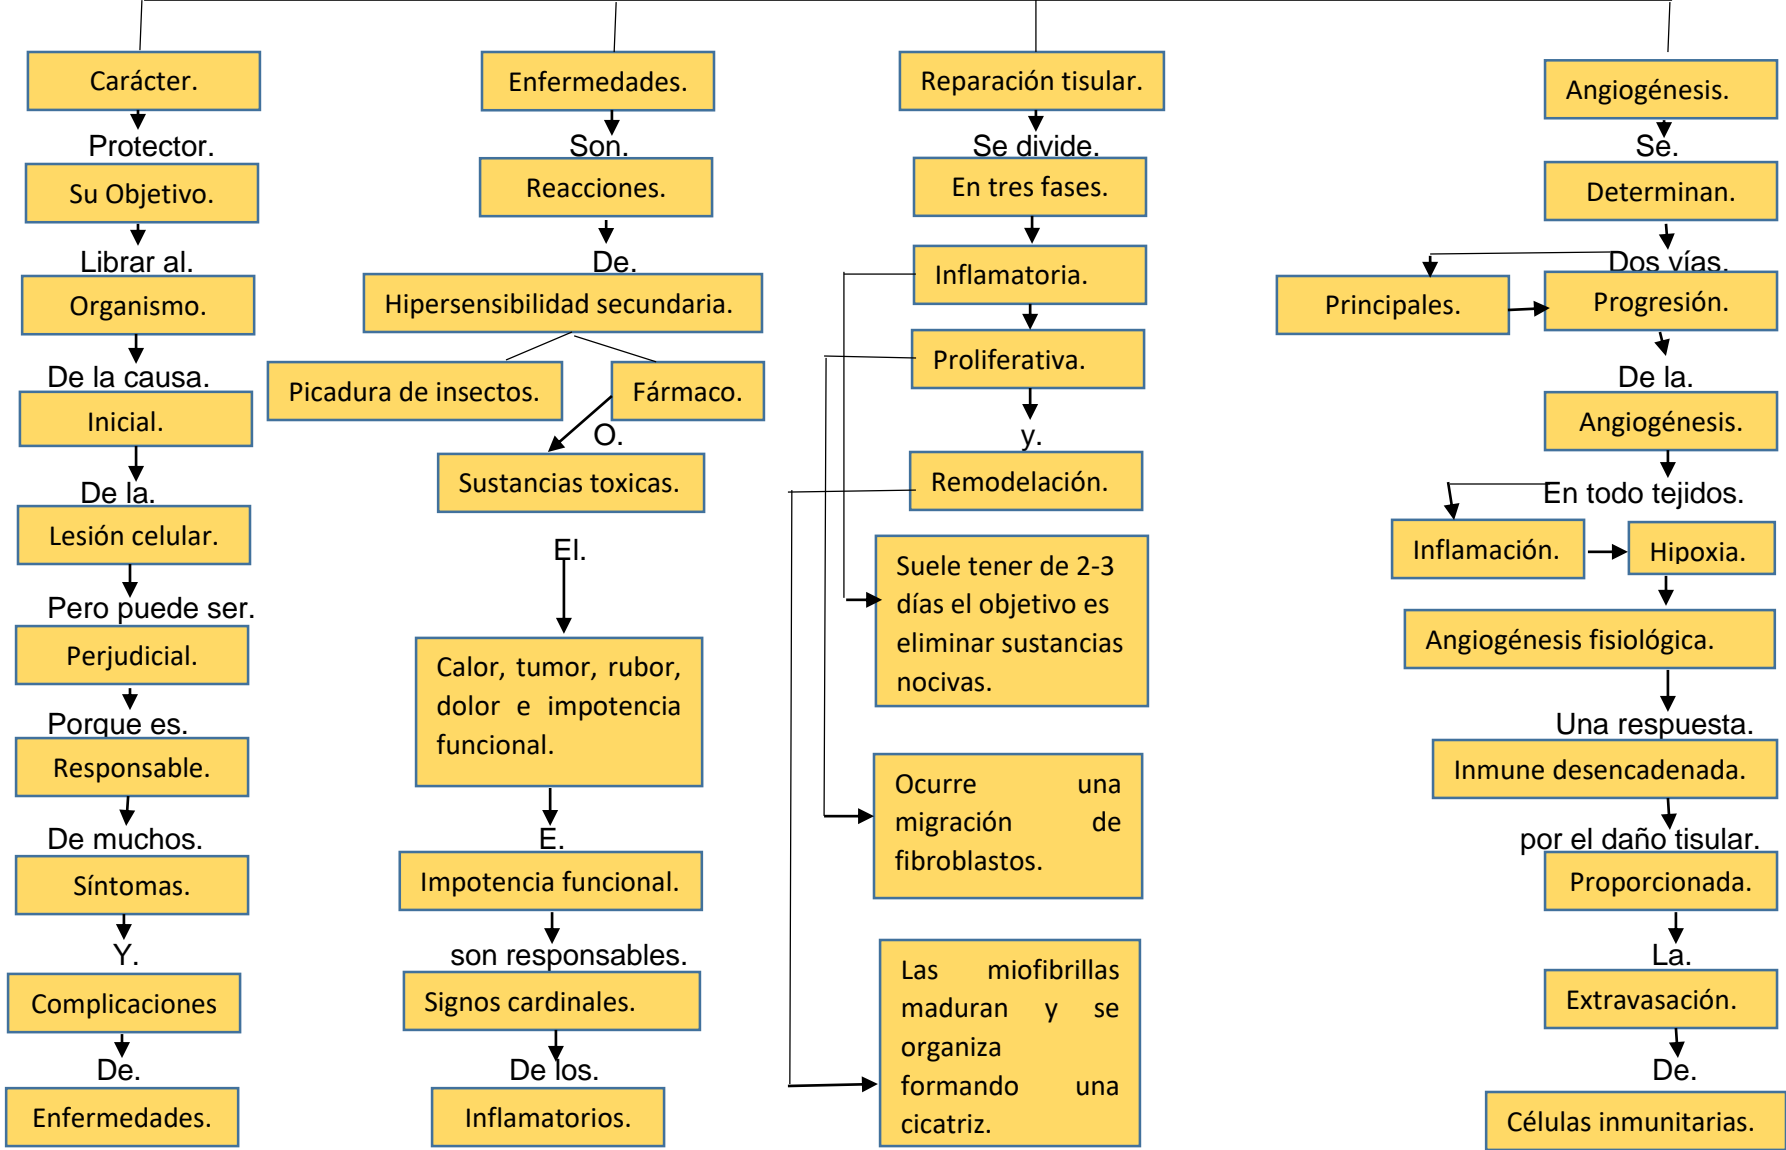 Carácter.
Protector.
Su Objetivo.
Librar al.
Organismo.
De la causa.
Inicial.
De la.
Lesión celular.
Pero puede ser.
Perjudicial.
Porque es.
Responsable.
De muchos.
Síntomas.
Y.
Complicaciones
De.
Enfermedades.
Enfermedades.
Son.
Reacciones.
De.
Hipersensibilidad secundaria.
Picadura de insectos.
Fármaco.
O.
Sustancias toxicas.
El.
Calor, tumor, rubor,
dolor e impotencia
funcional.
E.
Impotencia funcional.
son responsables.
Signos cardinales.
De los.
Inflamatorios.
Reparación tisular.
Se divide.
En tres fases.
Inflamatoria.
Proliferativa.
y.
Remodelación.
Suele tener de 2-3
días el objetivo es
eliminar sustancias
nocivas.
Ocurre una
migración de
fibroblastos.
Las miofibrillas
maduran y se
organiza
formando una
cicatriz.
Angiogénesis.
Se.
Determinan.
Dos vías.
Principales.
Progresión.
De la.
Angiogénesis.
En todo tejidos.
Inflamación.
Hipoxia.
Angiogénesis fisiológica.
Una respuesta.
Inmune desencadenada.
por el daño tisular.
Proporcionada.
La.
Extravasación.
De.
Células inmunitarias.